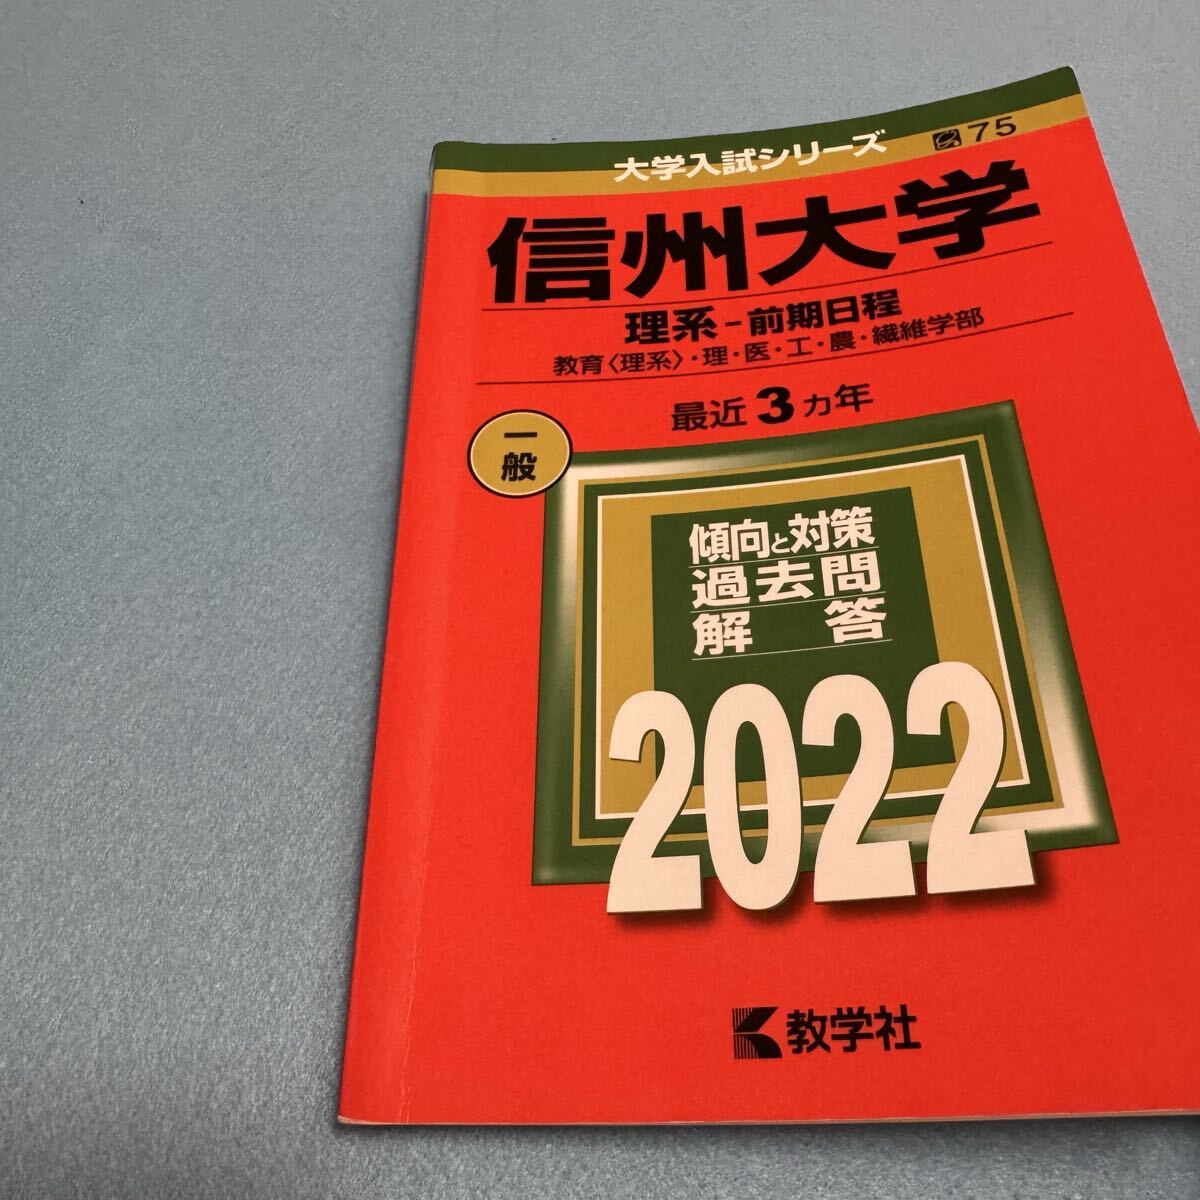 大学入試シリーズ
75
信州大学
理系-前期日程
教育〈理系〉・理・医・工・農・繊維学部
最近3カ年
一般
傾向と対策
過去問
解答
2022
教学社